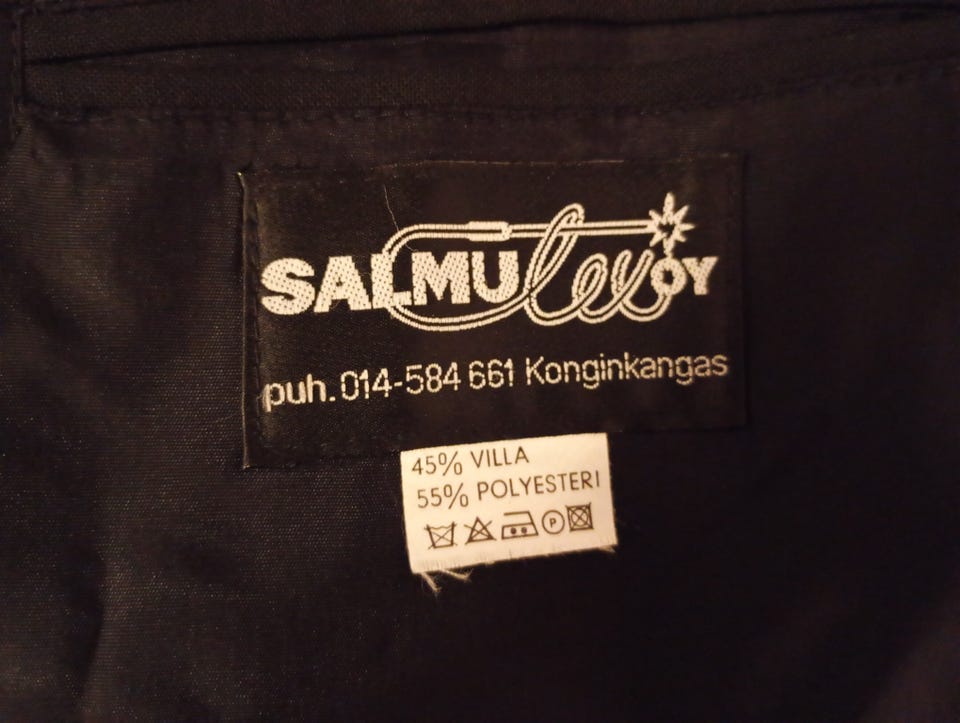 SALMUtex OY
puh. 014-584 661 Konginkangas
45% VILLA
55% POLYESTERI
P